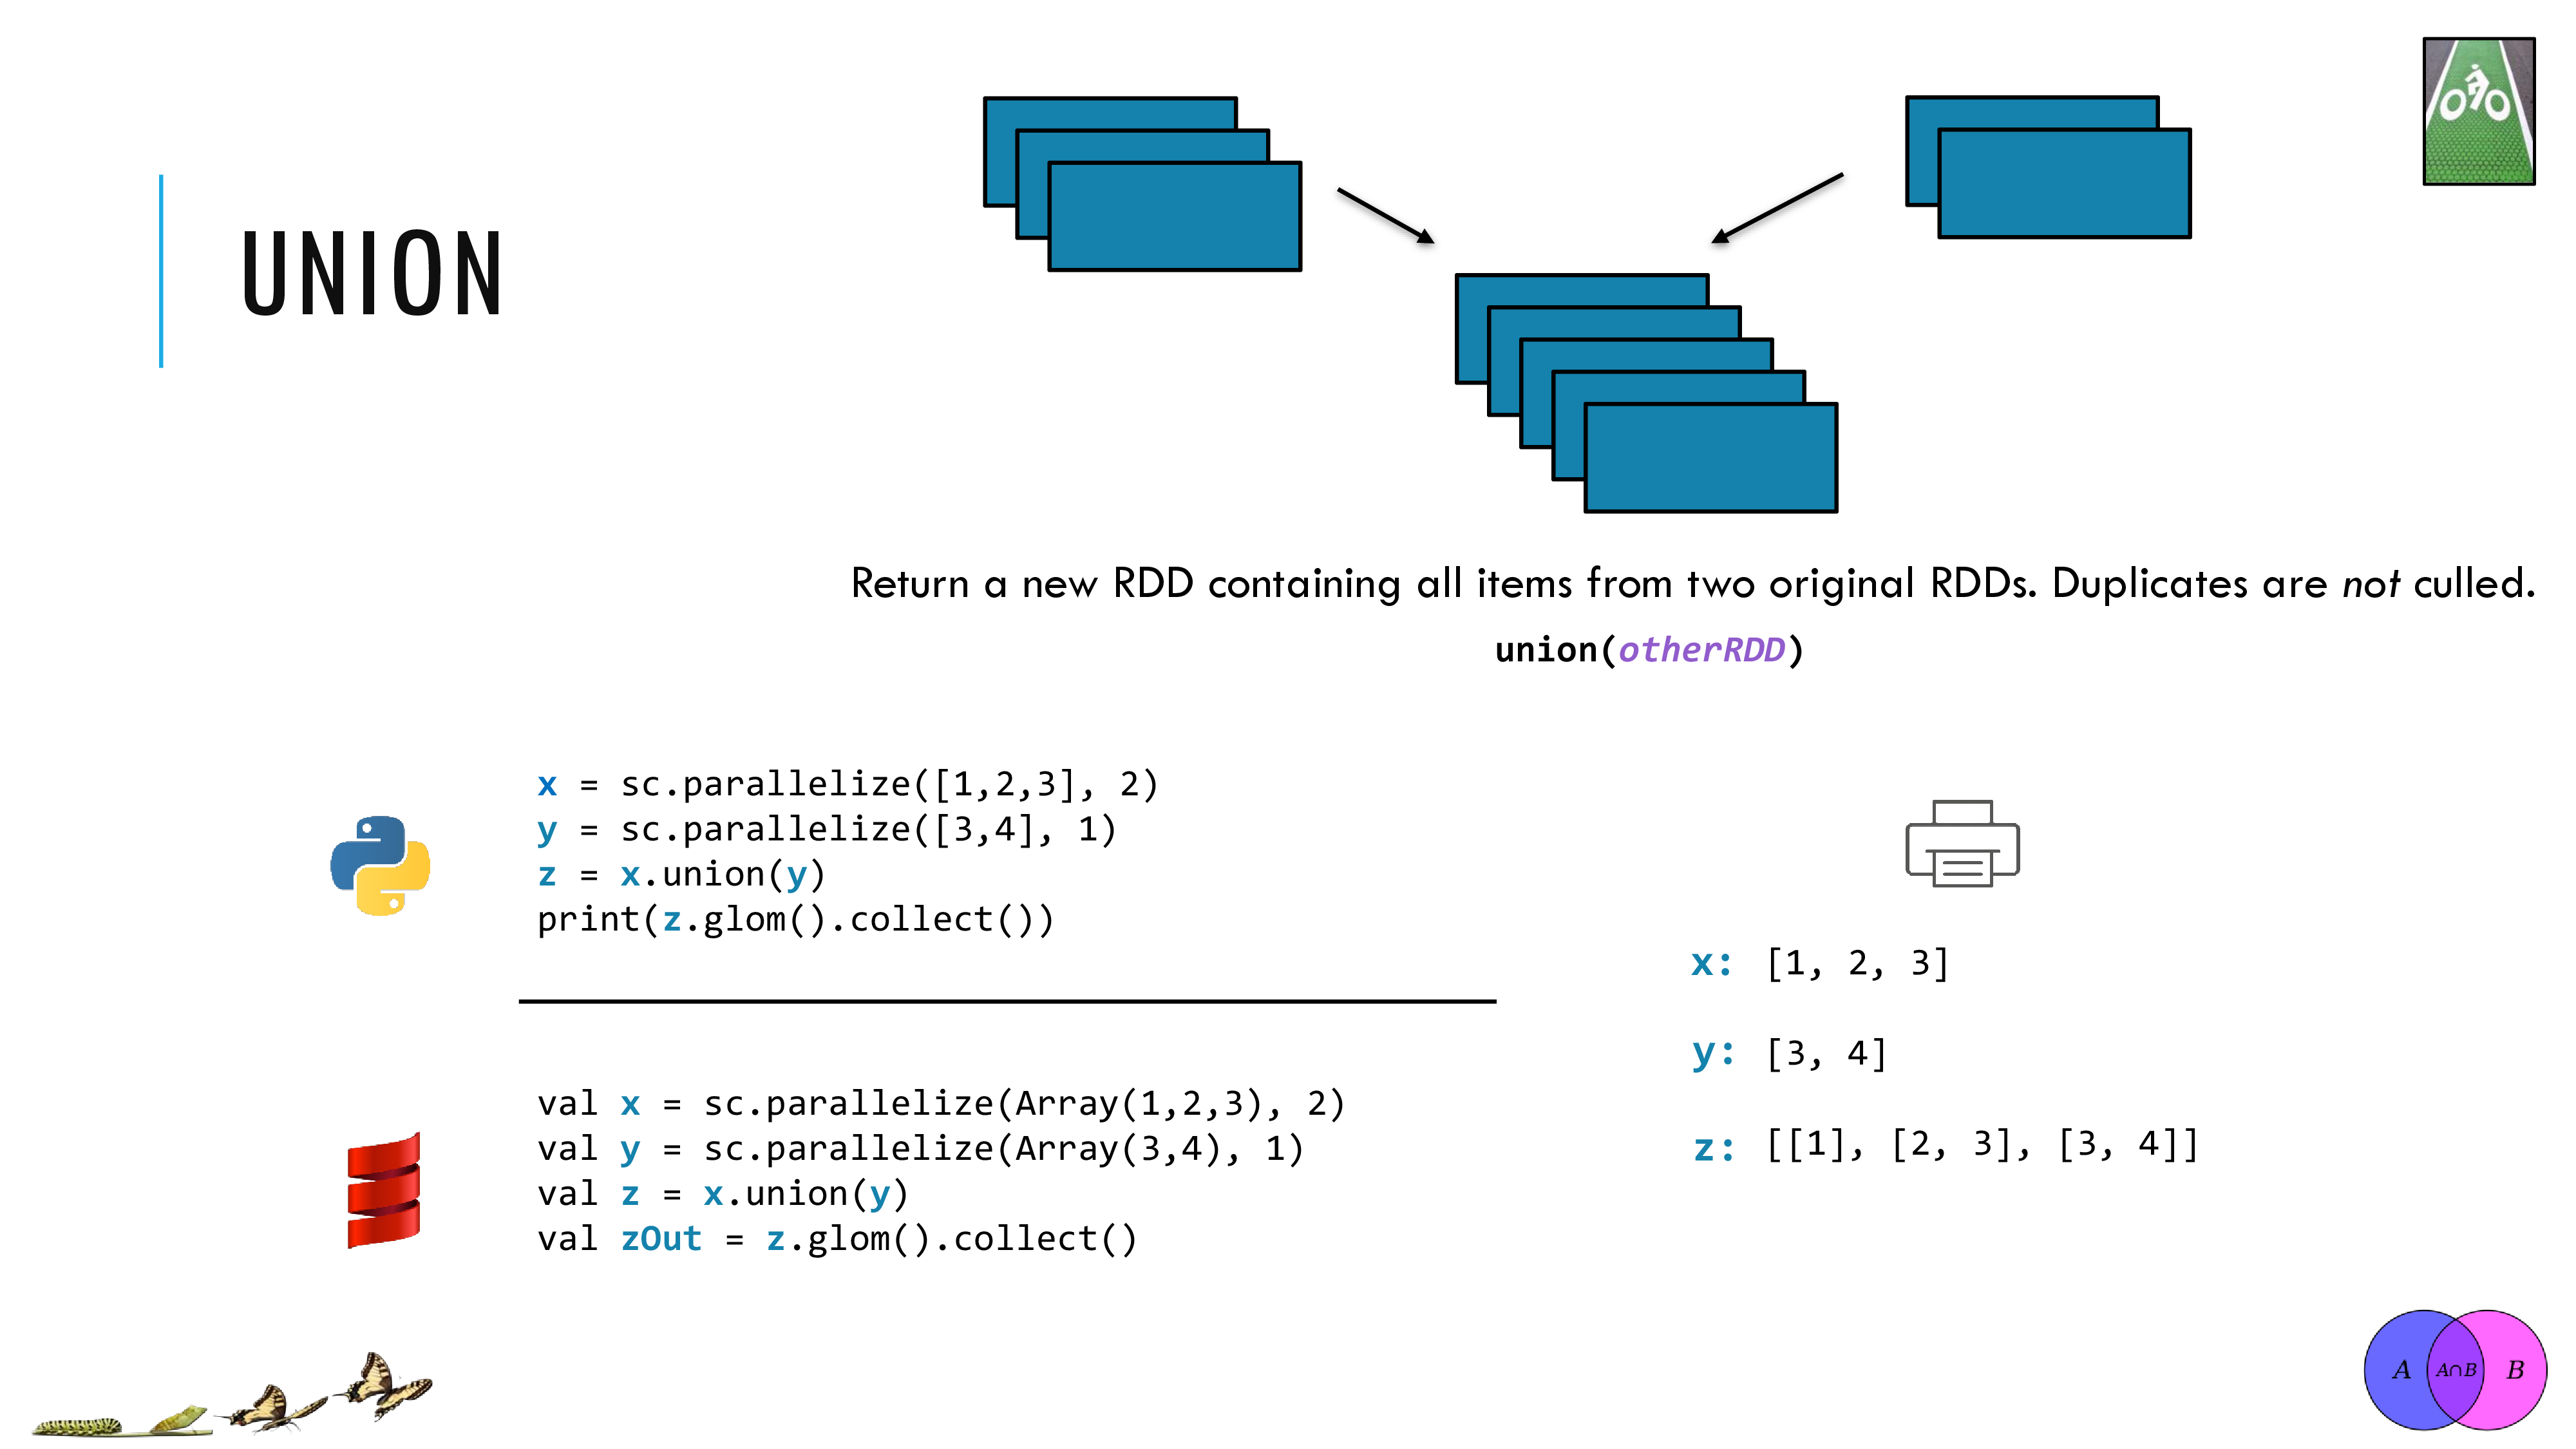 UNION
Return a new RDD containing all items from two original RDDs. Duplicates are not culled.
union(otherRDD)
x = sc.parallelize([1,2,3], 2)
y = sc.parallelize([3,4], 1)
z = x.union(y)
print(z.glom().collect())
val x = sc.parallelize(Array(1,2,3), 2)
val y = sc.parallelize(Array(3,4), 1)
val z = x.union(y)
val zOut = z.glom().collect()
x: [1, 2, 3]
y: [3, 4]
z: [[1], [2, 3], [3, 4]]
A A∩B B